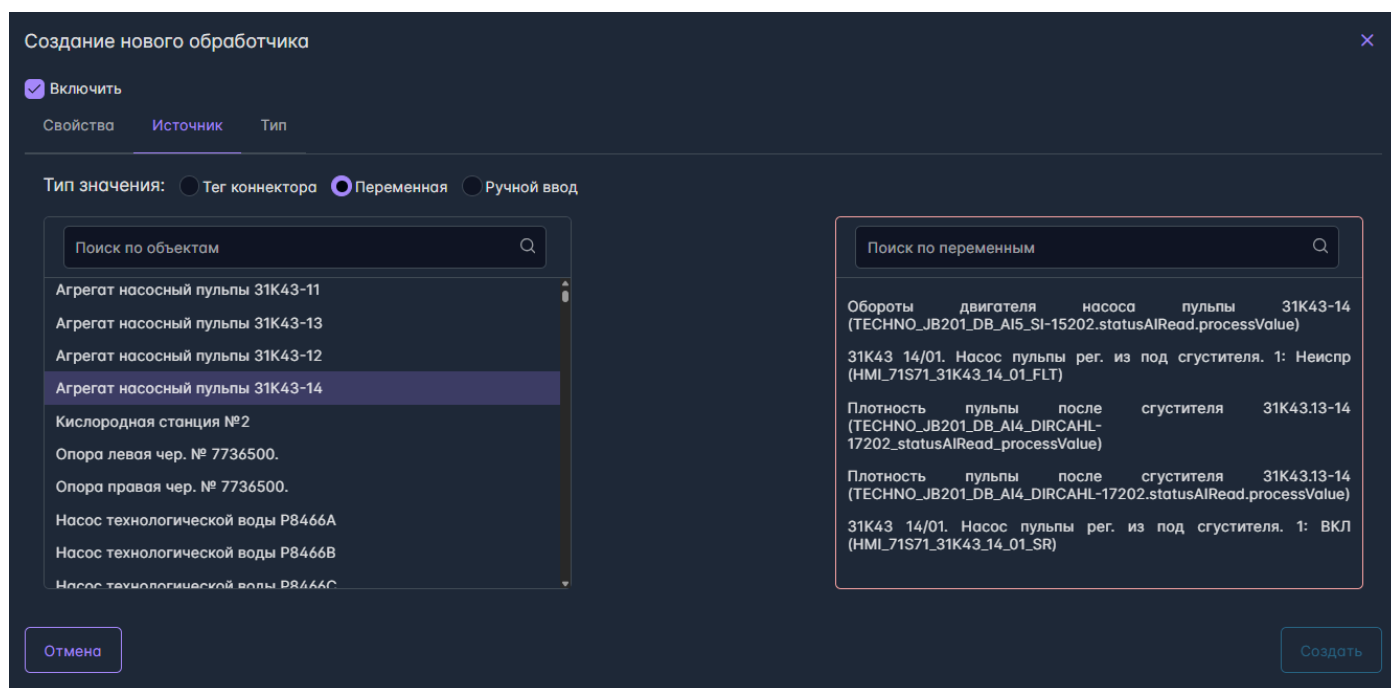 Создание нового обработчика
Включить
Свойства Источник Тип
Тип значения: Тег коннектора Переменная Ручной ввод
Поиск по объектам
Агрегат насосный пульпы 31К43-11
Агрегат насосный пульпы 31К43-13
Агрегат насосный пульпы 31К43-12
Агрегат насосный пульпы 31К43-14
Кислородная станция №2
Опора левая чер. № 7736500.
Опора правая чер. № 7736500.
Насос технологической воды P8466A
Насос технологической воды P8466B
Насос технологической воды P8466C
Поиск по переменным
Обороты двигателя насоса пульпы 31К43-14
(TECHNO_JB201_DB_AI5_SI-15202.statusAIRead.processValue)
31К43 14/01. Насос пульпы рег. из под сгустителя. 1: Неиспр
(HMI_71S71_31K43_14_01_FLT)
Плотность пульпы после сгустителя 31К43.13-14
(TECHNO_JB201_DB_AI4_DIRCAHL-
17202_statusAIRead_processValue)
Плотность пульпы после сгустителя 31К43.13-14
(TECHNO_JB201_DB_AI4_DIRCAHL-17202.statusAIRead.processValue)
31К43 14/01. Насос пульпы рег. из под сгустителя. 1: ВКЛ
(HMI_71S71_31K43_14_01_SR)
Отмена
Создать